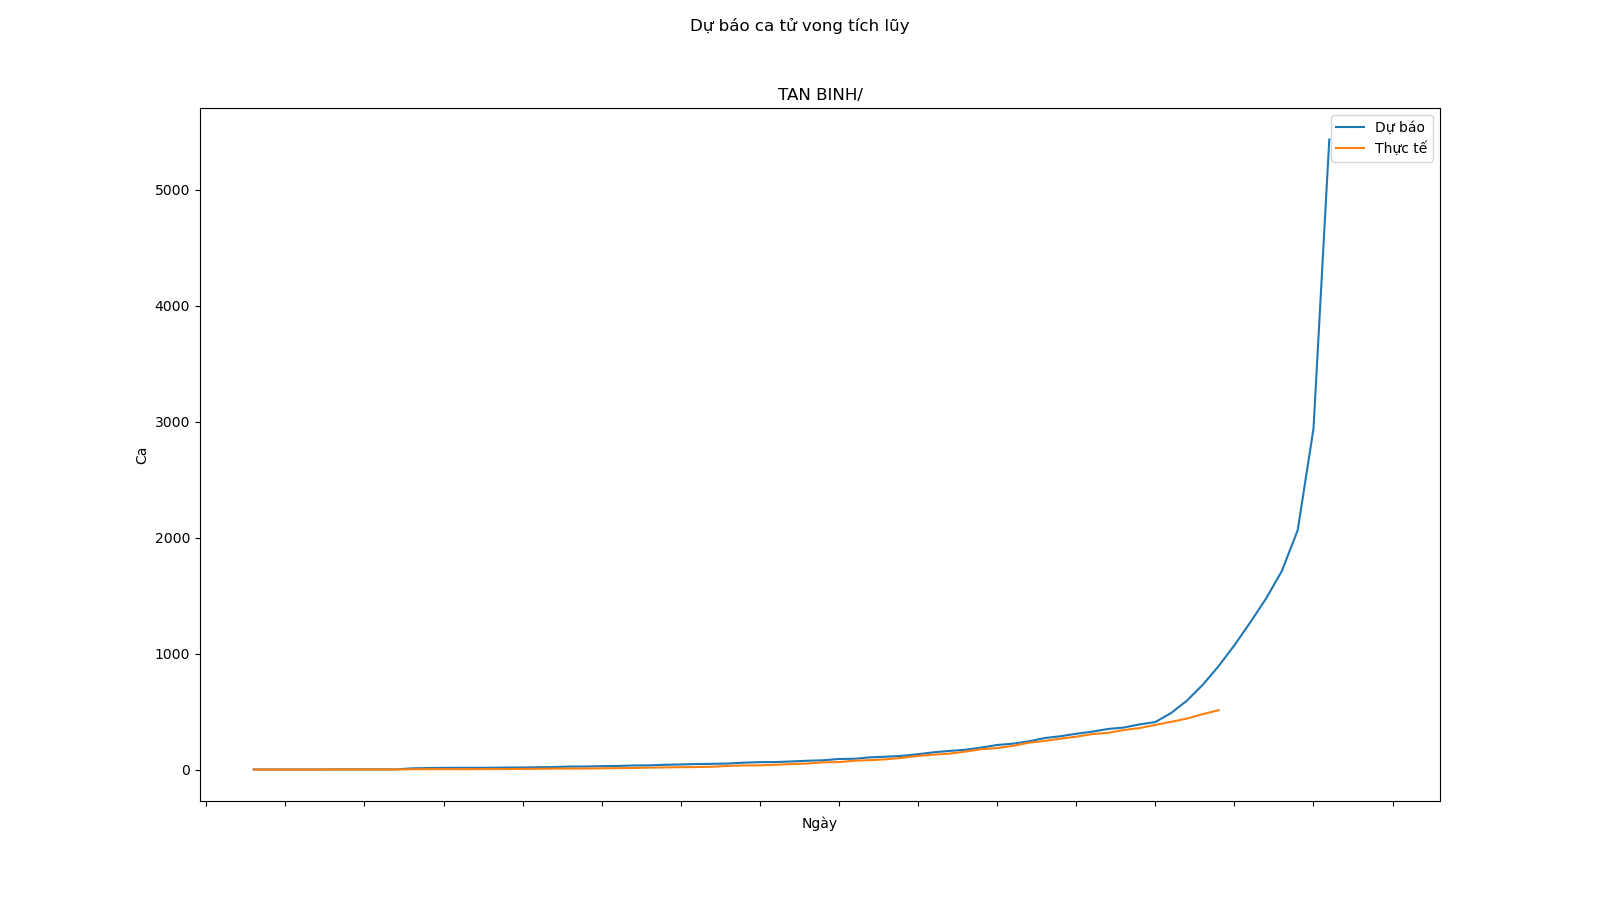 Dự báo ca tử vong tích lũy
TAN BINH/
Dự báo
Thực tế
5000
4000
3000
2000
1000
0
Ca
Ngày